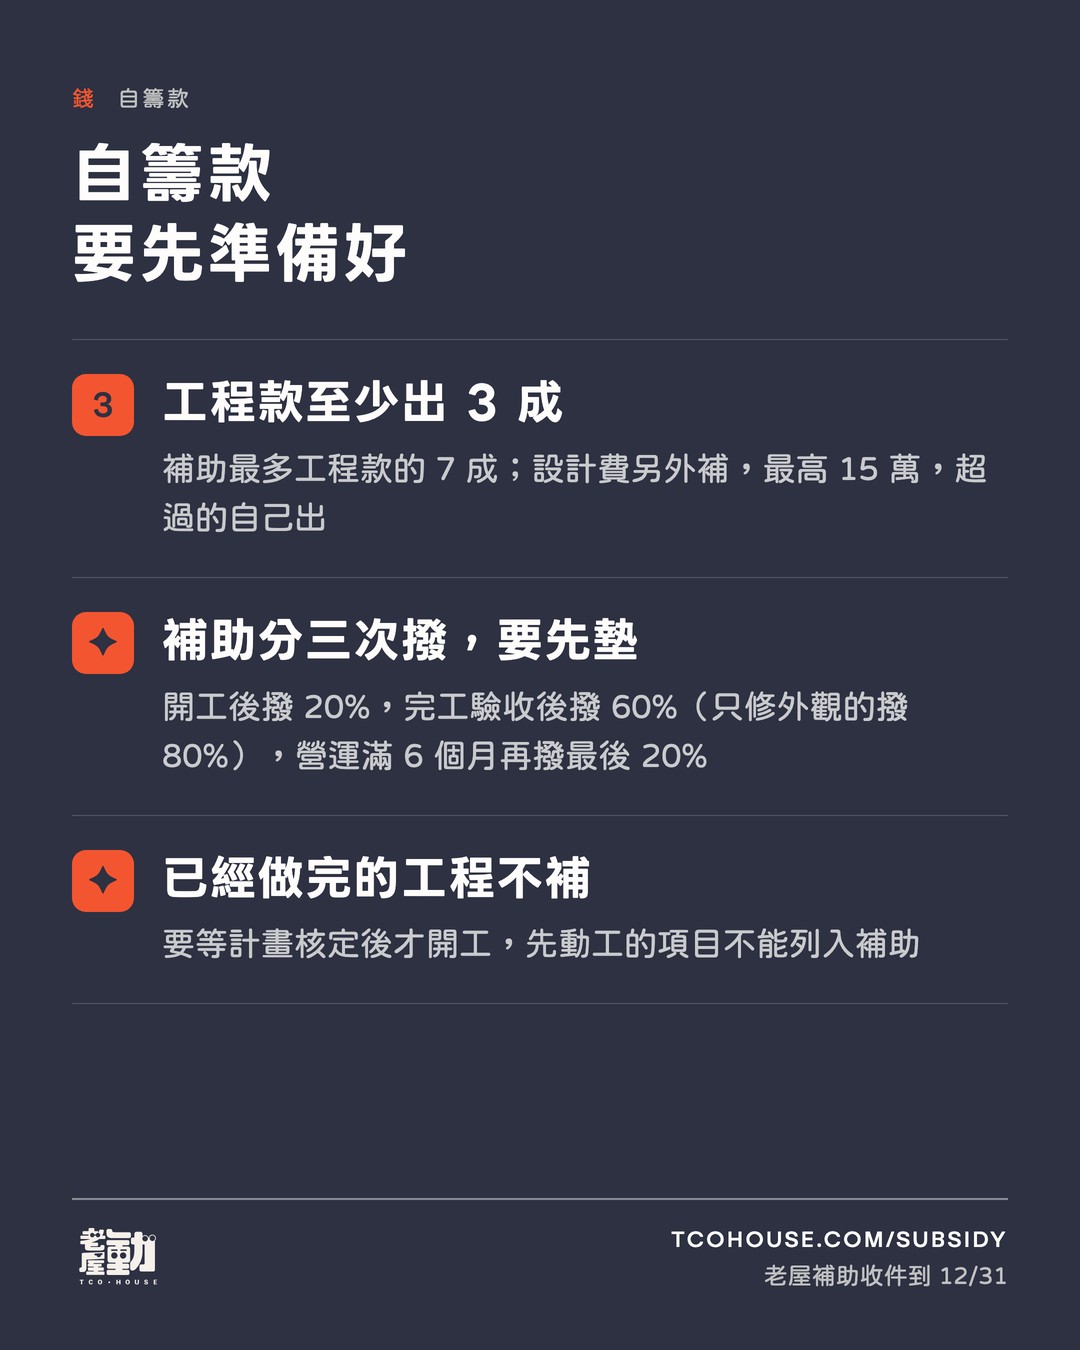 錢 自籌款
自籌款
要先準備好
3 工程款至少出 3 成
補助最多工程款的 7 成；設計費另外補，最高 15 萬，超
過的自己出
補助分三次撥，要先墊
開工後撥 20%，完工驗收後撥 60%（只修外觀的撥
80%），營運滿 6 個月再撥最後 20%
已經做完的工程不補
要等計畫核定後才開工，先動工的項目不能列入補助
老屋動
TCO·HOUSE
TCOHOUSE.COM/SUBSIDY
老屋補助收件到 12/31